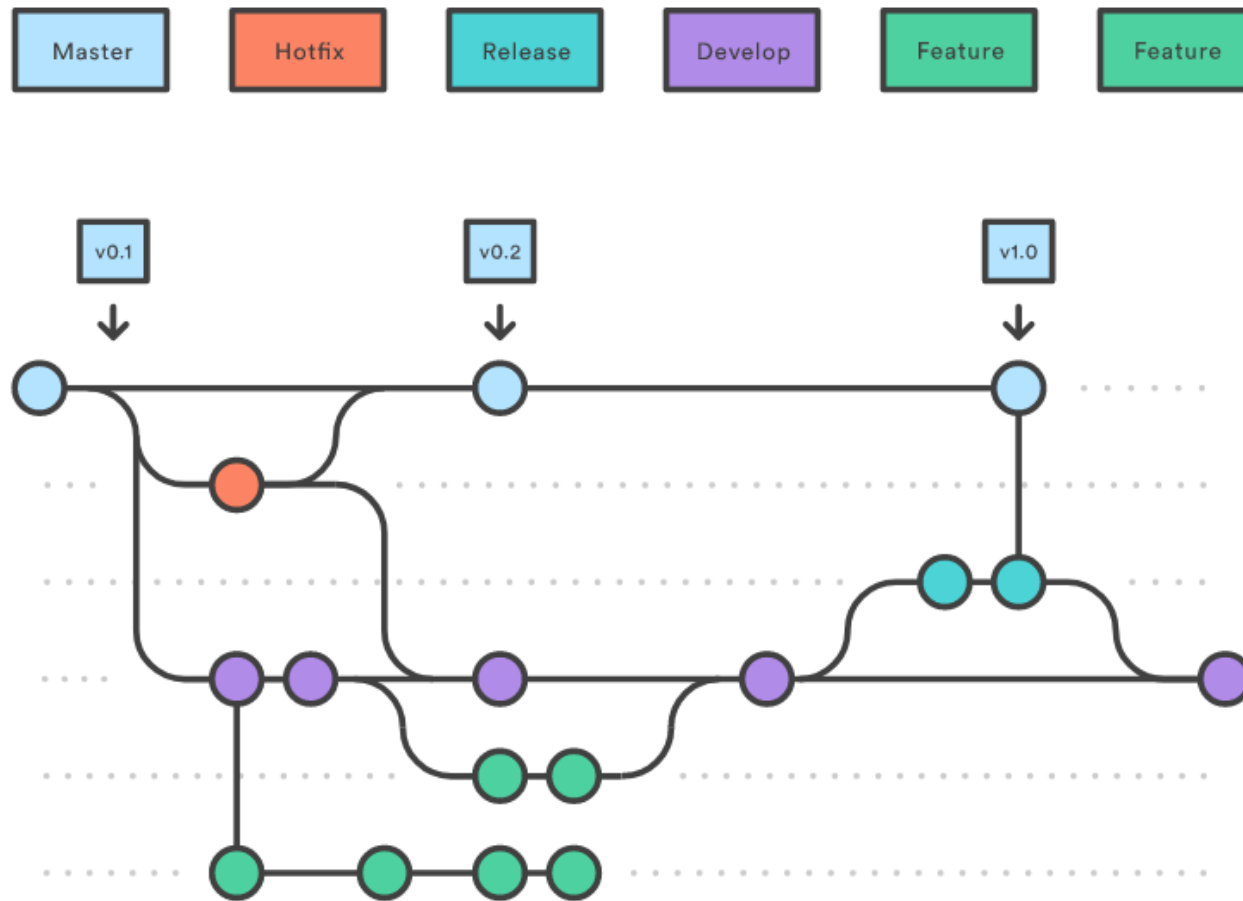 Master
Hotfix
Release
Develop
Feature
Feature
v0.1
v0.2
v1.0